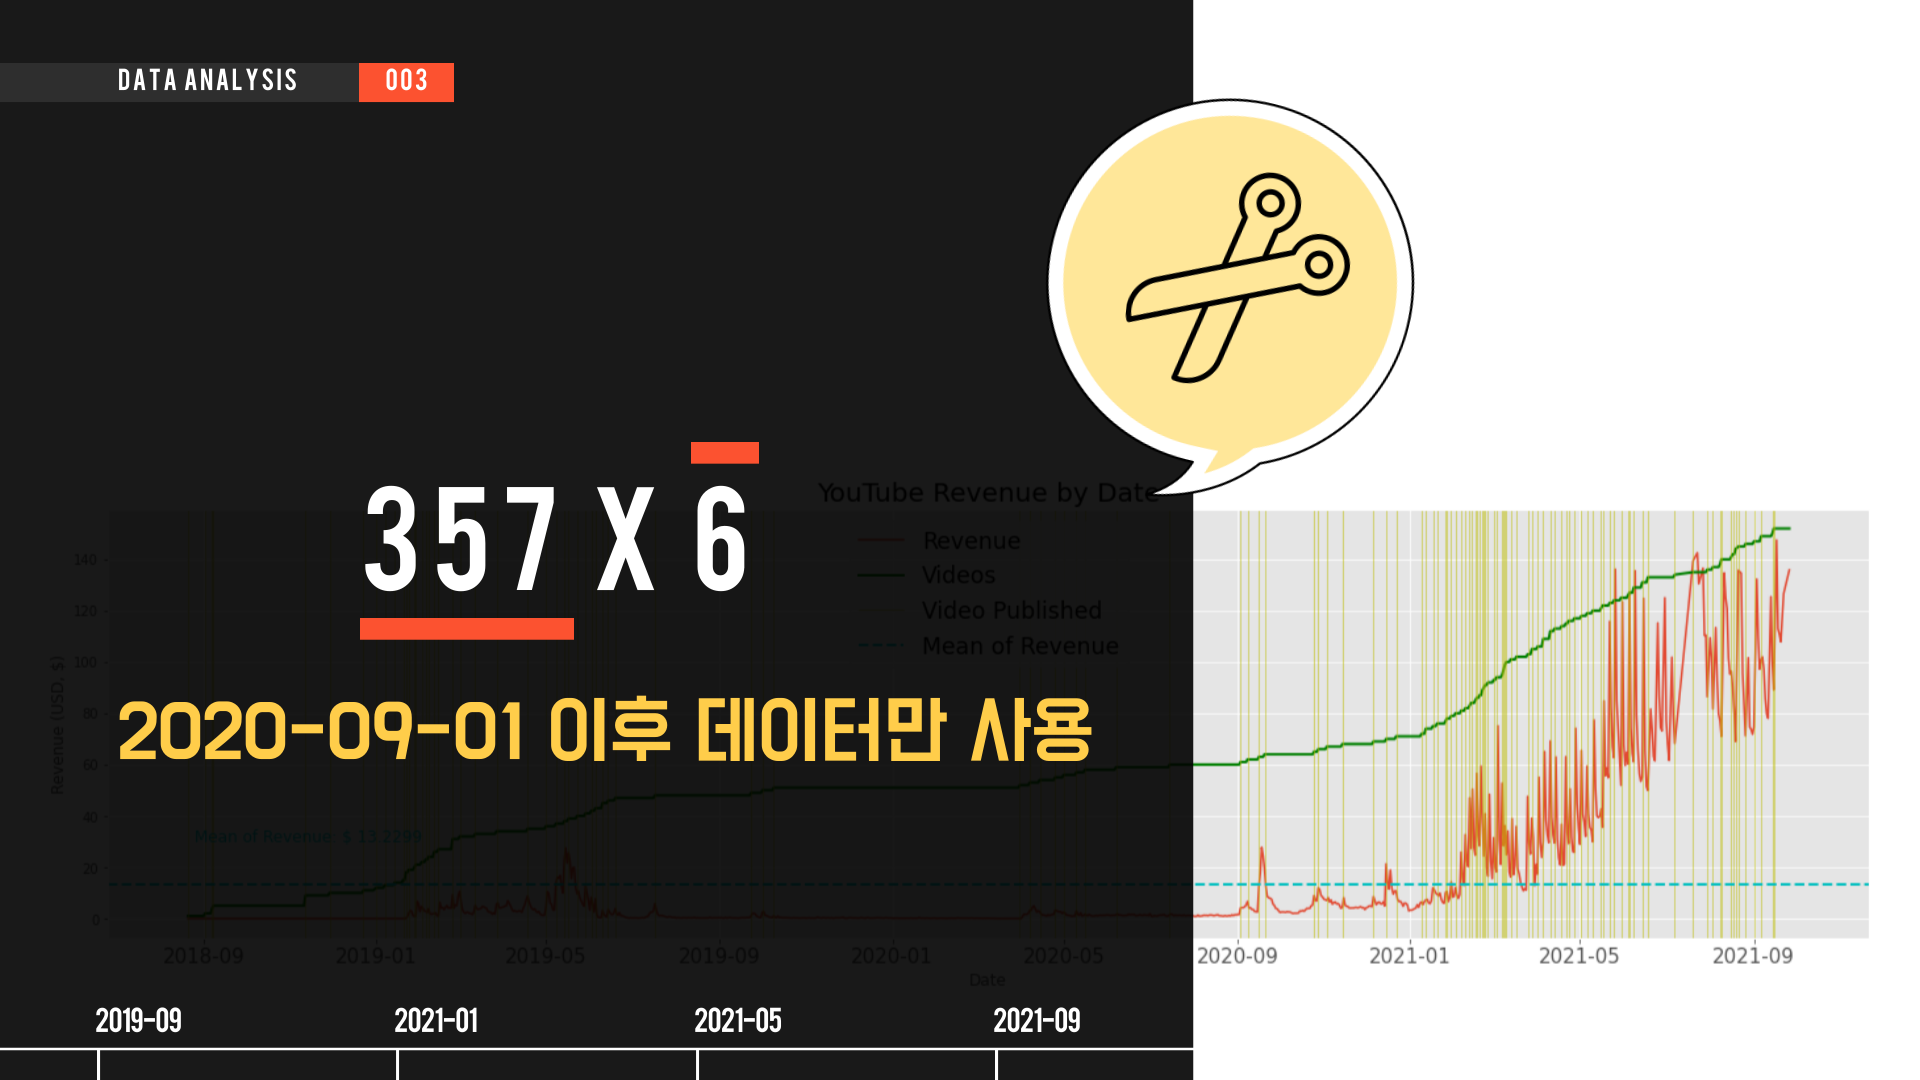 DATA ANALYSIS 003
357 X 6
2020-09-01 이후 데이터만 사용
YouTube Revenue by Date
Revenue
Videos
Video Published
Mean of Revenue
Revenue (USD, $)
140
120
100
80
60
40
20
0
Mean of Revenue: $ 13.2299
2018-09 2019-01 2019-05 2019-09 2020-01 2020-05 2020-09 2021-01 2021-05 2021-09
Date
2019-09 2021-01 2021-05 2021-09